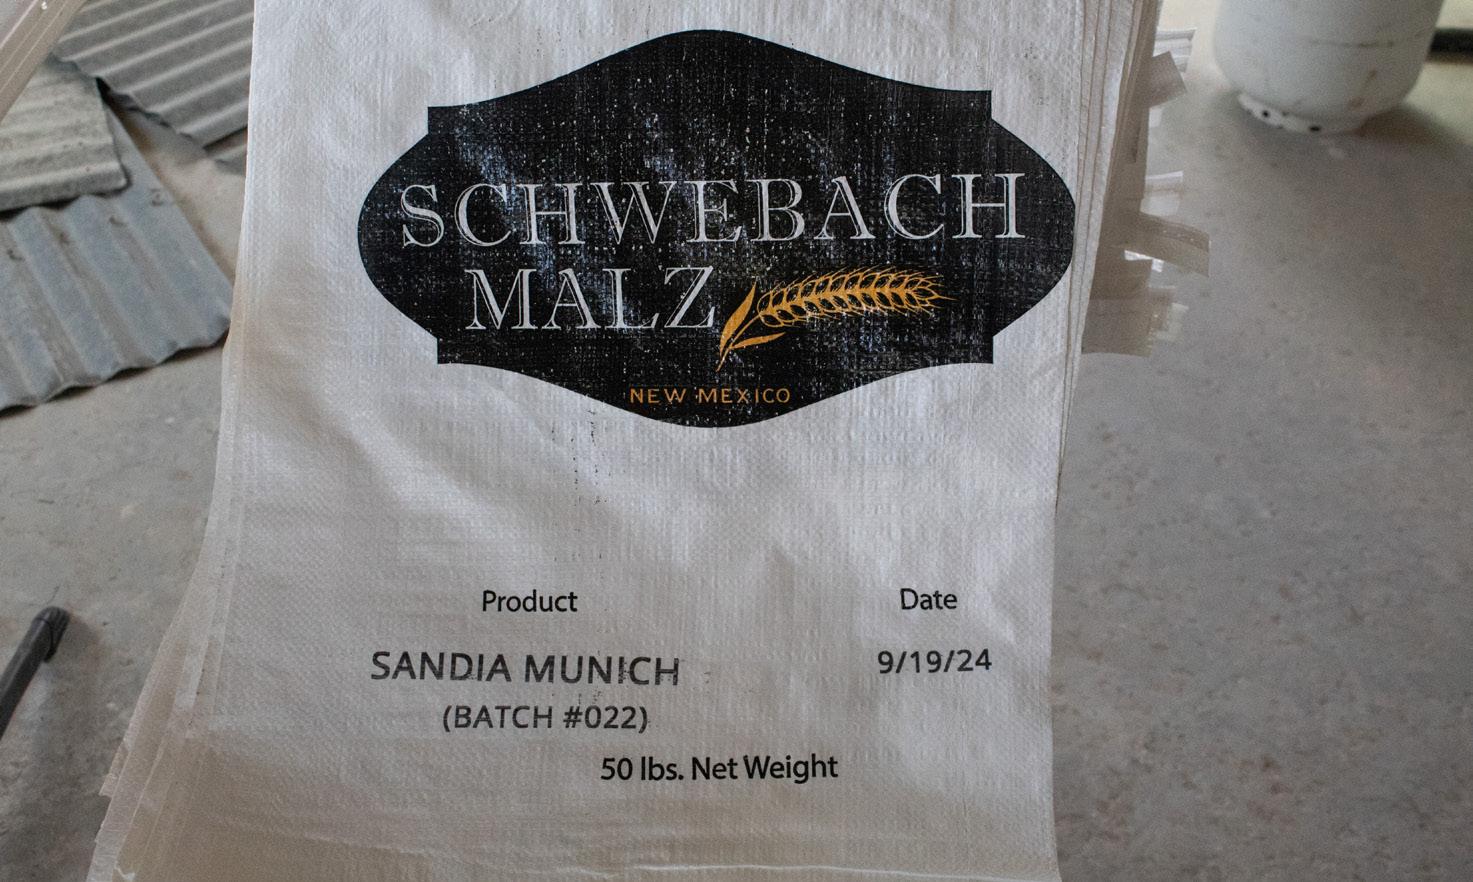 SCHWEBACH
MALZ
NEW MEXICO
Product
Date
SANDIA MUNICH
9/19/24
(BATCH #022)
50 lbs. Net Weight